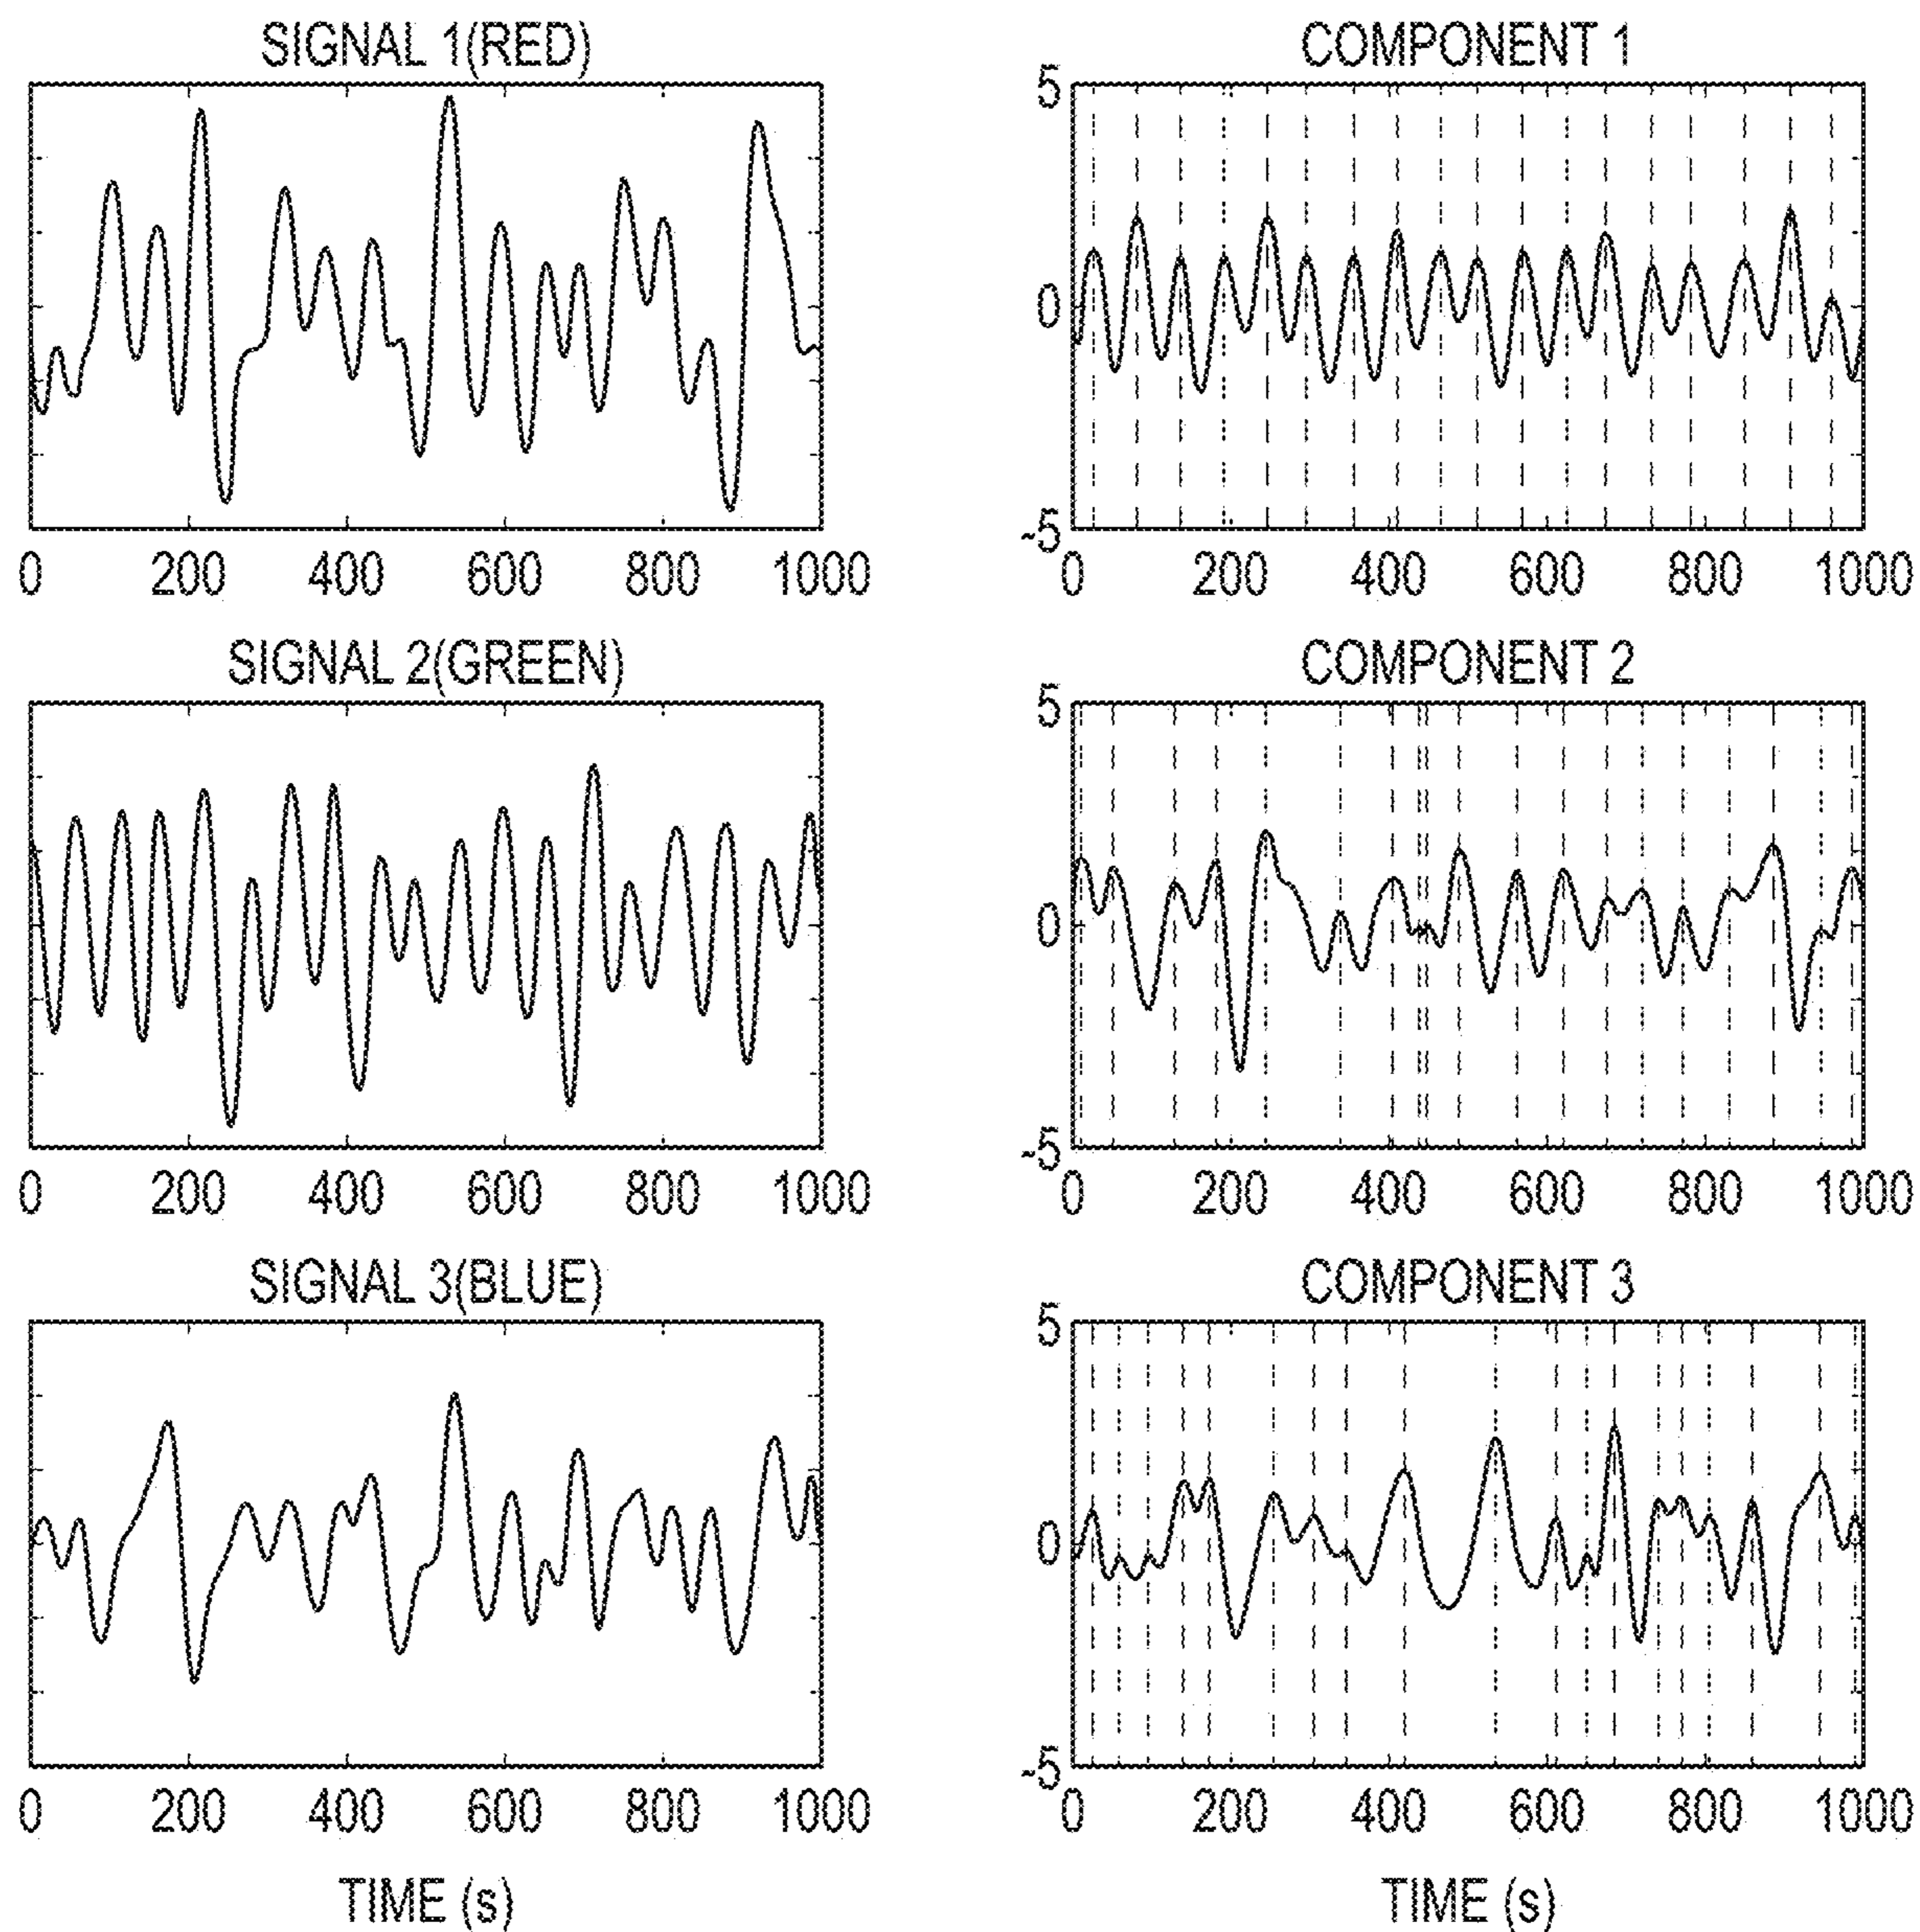 SIGNAL 1(RED)
COMPONENT 1
5
0
-5
0 200 400 600 800 1000
0 200 400 600 800 1000
SIGNAL 2(GREEN)
COMPONENT 2
5
0
-5
0 200 400 600 800 1000
0 200 400 600 800 1000
SIGNAL 3(BLUE)
COMPONENT 3
5
0
-5
0 200 400 600 800 1000
0 200 400 600 800 1000
TIME (s)
TIME (s)